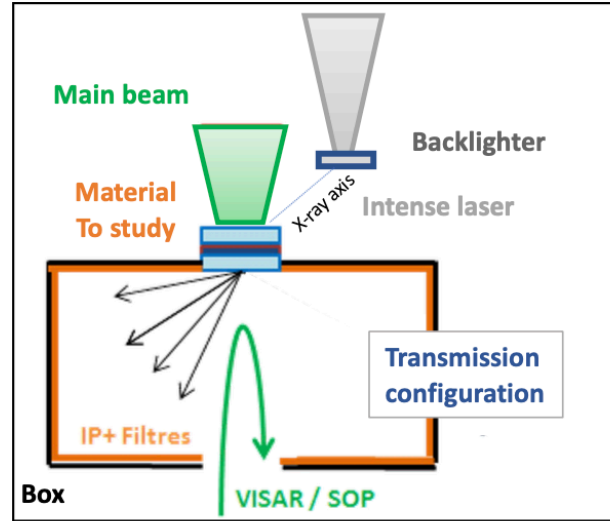 Main beam
Backlighter
Material
To study
X-ray axis
Intense laser
Transmission
configuration
IP+ Filtres
Box
VISAR / SOP